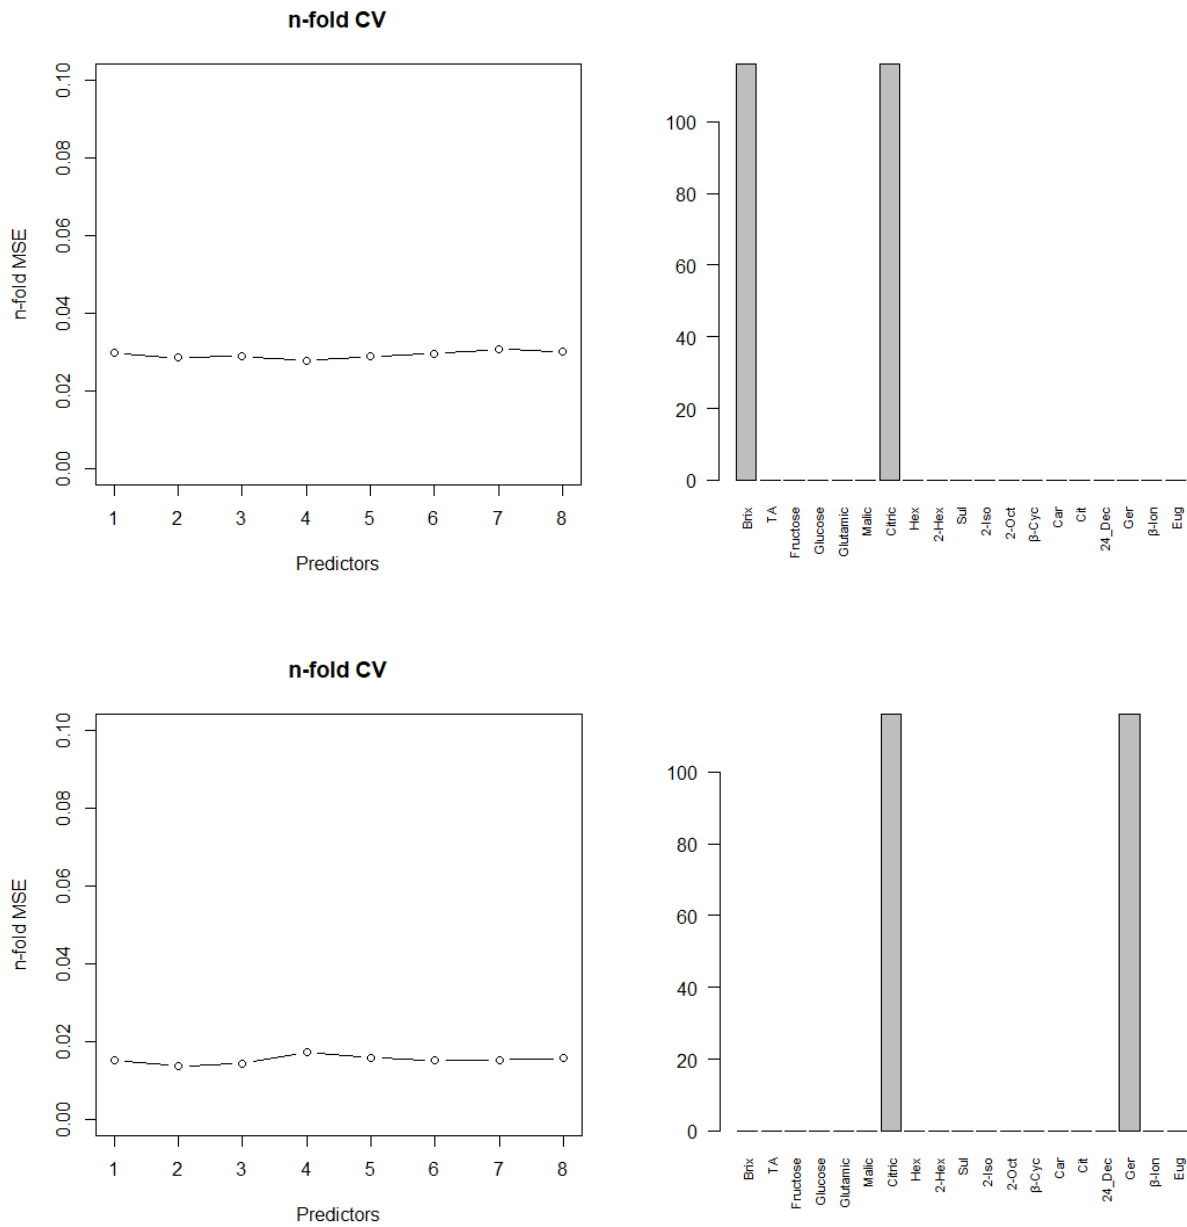 n-fold CV
n-fold MSE
0.10
0.08
0.06
0.04
0.02
0.00
1 2 3 4 5 6 7 8
Predictors
100
80
60
40
20
0
Brix TA Fructose Glucose Glutamic Malic Citric Hex 2-Hex Sul 2-Iso 2-Oct β-Cyc Car Cit 24_Dec Ger β-Ion Eug
n-fold CV
n-fold MSE
0.10
0.08
0.06
0.04
0.02
0.00
1 2 3 4 5 6 7 8
Predictors
100
80
60
40
20
0
Brix TA Fructose Glucose Glutamic Malic Citric Hex 2-Hex Sul 2-Iso 2-Oct β-Cyc Car Cit 24_Dec Ger β-Ion Eug